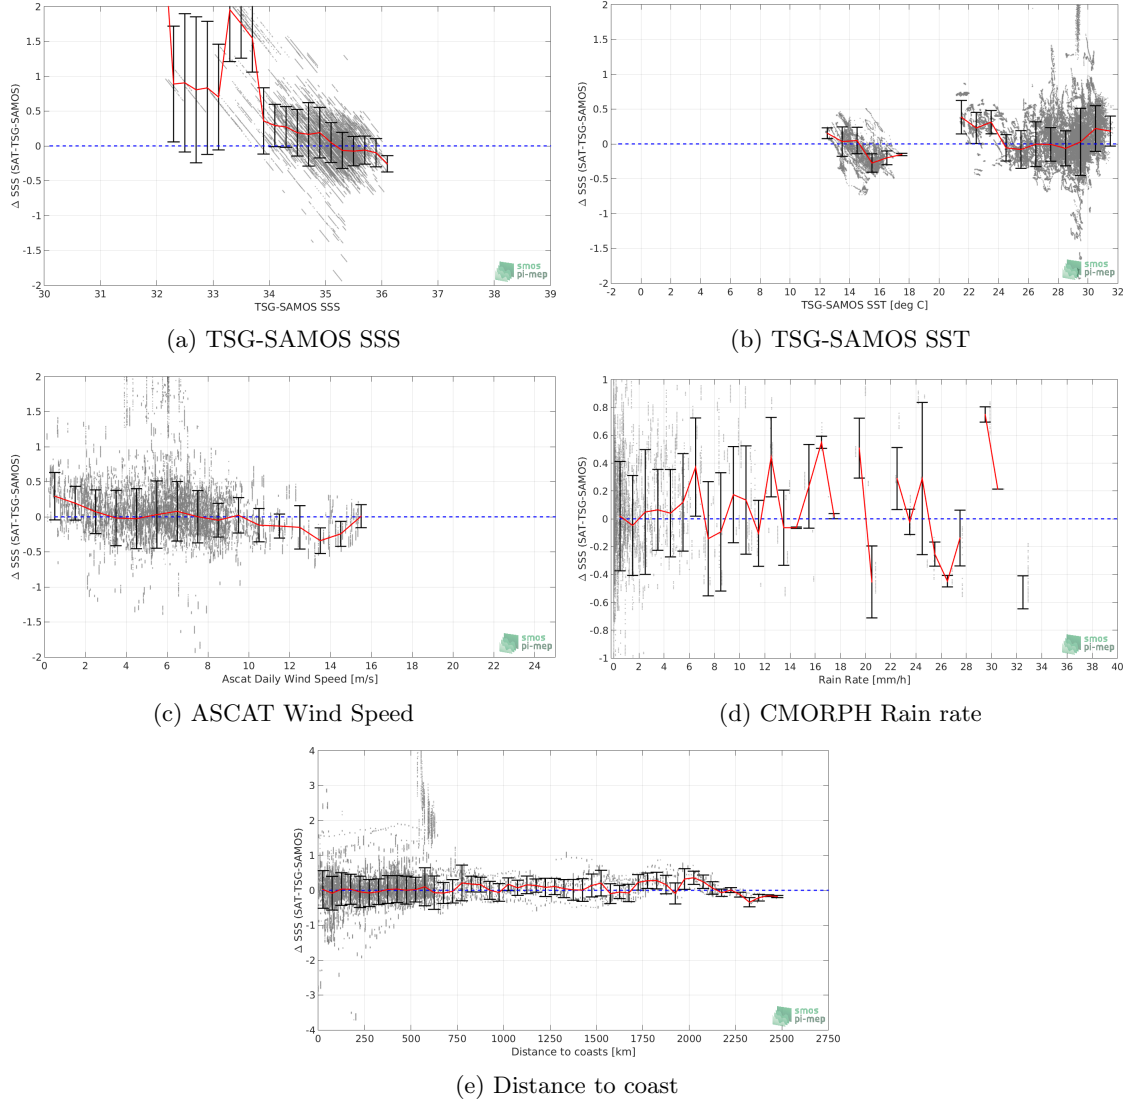 2
1.5
1
0.5
0
-0.5
-1
-1.5
-2
Δ SSS (SAT-TSG-SAMOS)
30 31 32 33 34 35 36 37 38 39
TSG-SAMOS SSS
smos
pi-mep
(a) TSG-SAMOS SSS
2
1.5
1
0.5
0
-0.5
-1
-1.5
-2
Δ SSS (SAT-TSG-SAMOS)
-2 0 2 4 6 8 10 12 14 16 18 20 22 24 26 28 30 32
TSG-SAMOS SST [deg C]
smos
pi-mep
(b) TSG-SAMOS SST
2
1.5
1
0.5
0
-0.5
-1
-1.5
-2
Δ SSS (SAT-TSG-SAMOS)
0 2 4 6 8 10 12 14 16 18 20 22 24
Ascat Daily Wind Speed [m/s]
smos
pi-mep
(c) ASCAT Wind Speed
1
0.8
0.6
0.4
0.2
0
-0.2
-0.4
-0.6
-0.8
-1
Δ SSS (SAT-TSG-SAMOS)
0 2 4 6 8 10 12 14 16 18 20 22 24 26 28 30 32 34 36 38 40
Rain Rate [mm/h]
smos
pi-mep
(d) CMORPH Rain rate
4
3
2
1
0
-1
-2
-3
-4
Δ SSS (SAT-TSG-SAMOS)
0 250 500 750 1000 1250 1500 1750 2000 2250 2500 2750
Distance to coasts [km]
smos
pi-mep
(e) Distance to coast